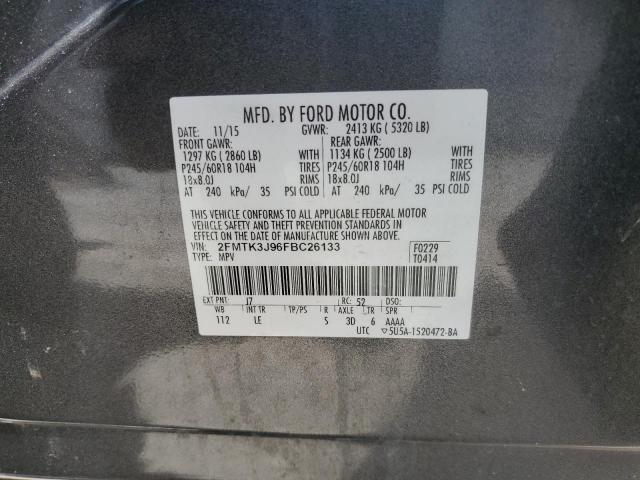 MFD. BY FORD MOTOR CO.
DATE: 11/15 GVWR: 2413 KG ( 5320 LB)
FRONT GAWR: REAR GAWR:
1297 KG ( 2860 LB) WITH 1134 KG ( 2500 LB) WITH
P245/60R18 104H TIRES P245/60R18 104H TIRES
18x8.0J RIMS 18x8.0J RIMS
AT 240 kPa/ 35 PSI COLD AT 240 kPa/ 35 PSI COLD
THIS VEHICLE CONFORMS TO ALL APPLICABLE FEDERAL MOTOR
VEHICLE SAFETY AND THEFT PREVENTION STANDARDS IN
EFFECT ON THE DATE OF MANUFACTURE SHOWN ABOVE.
VIN: 2FMTK3J96FBC26133 F0229
TYPE: MPV T0414
EXT PNT: J7 RC: 52 DSO:
WB INT TR TP/PS R AXLE TR SPR
112 LE S 3D 6 AAAA
UTC ▽5U5A-1520472-BA